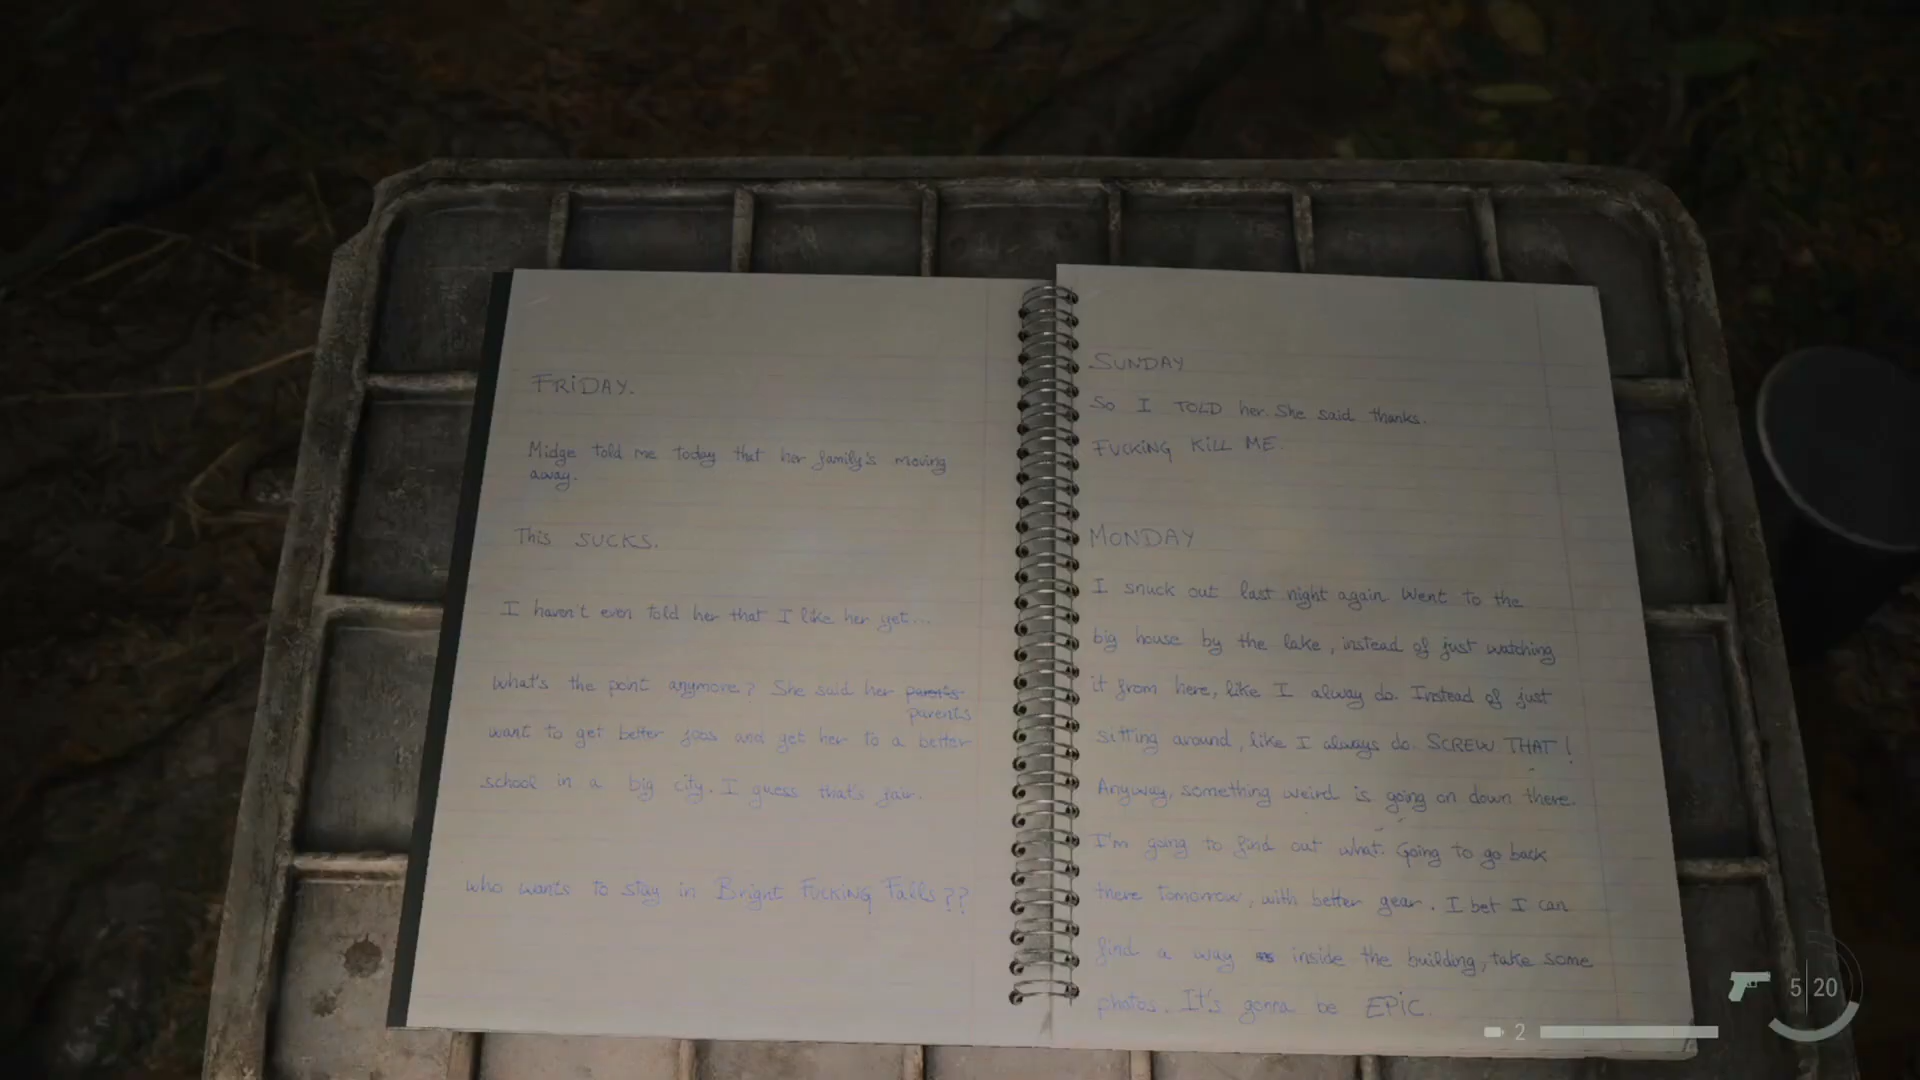 FRIDAY.
Midge told me today that her family's moving
away.
This SUCKS.
I haven't even told her that I like her yet...
what's the point anymore? She said her parents
parents
want to get better jobs and get her to a better
school in a big city. I guess that's fair.
who wants to stay in Bright FUCKING Falls??
SUNDAY
So I TOLD her. She said thanks.
FUCKING KILL ME.
MONDAY
I snuck out last night again. Went to the
big house by the lake, instead of just watching
it from here, like I alway do. Instead of just
sitting around, like I always do. SCREW THAT!
Anyway, something weird is going on down there.
I'm going to find out what. Going to go back
there tomorrow, with better gear. I bet I can
find a way inside the building, take some
photos. It's gonna be EPIC.
5 20
2